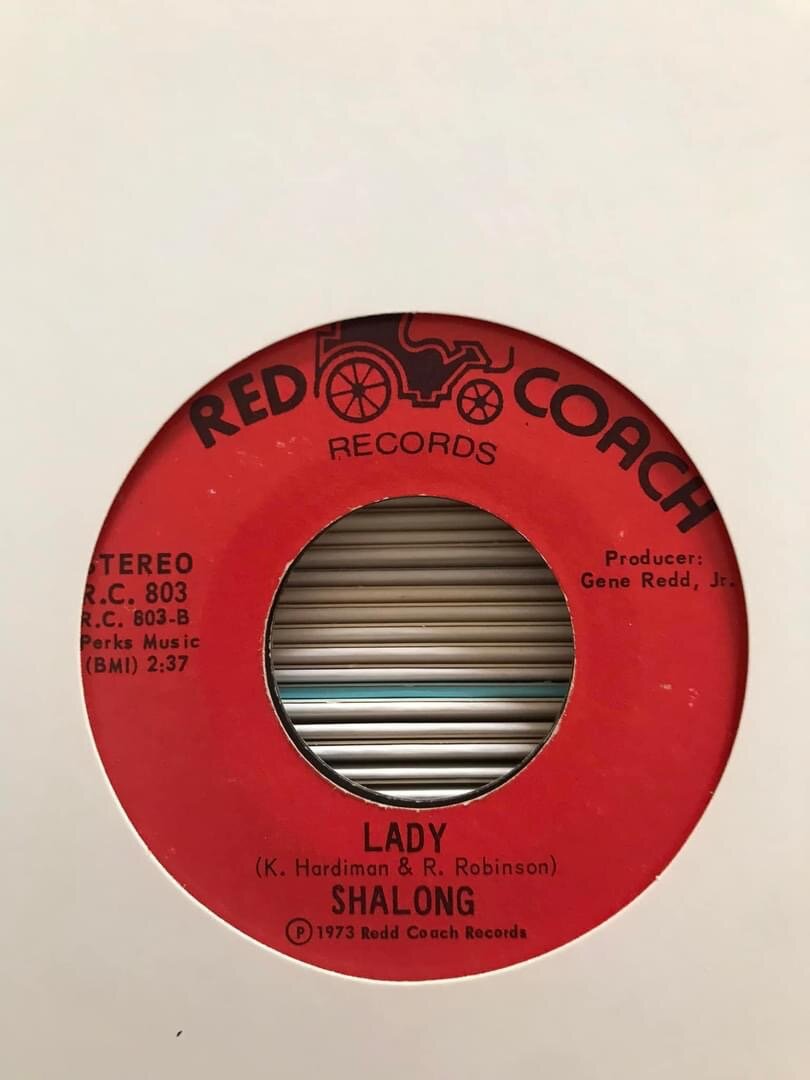 RED COACH
RECORDS
STEREO
R.C. 803
R.C. 803-B
Perks Music
(BMI) 2:37
Producer:
Gene Redd, Jr.
LADY
(K. Hardiman & R. Robinson)
SHALONG
Ⓟ 1973 Redd Coach Records